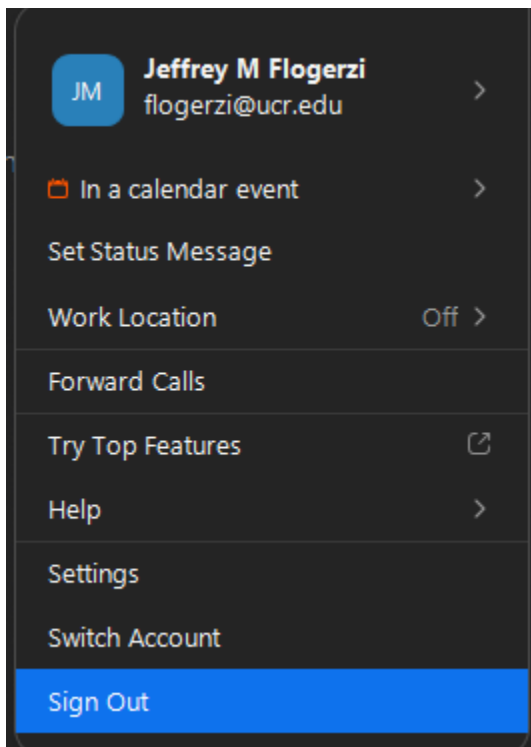 JM
Jeffrey M Flogerzi
flogerzi@ucr.edu
In a calendar event
Set Status Message
Work Location Off
Forward Calls
Try Top Features
Help
Settings
Switch Account
Sign Out